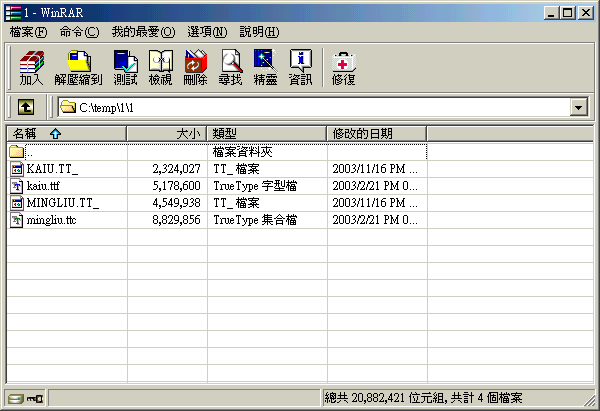 1 - WinRAR
檔案(F) 命令(C) 我的最愛(O) 選項(N) 說明(H)
加入 解壓縮到 測試 檢視 刪除 尋找 精靈 資訊 修復
C:\temp\1\1
名稱 大小 類型 修改的日期
.. 檔案資料夾
KAIU.TT_ 2,324,027 TT_ 檔案 2003/11/16 PM ...
kaiu.ttf 5,178,600 TrueType 字型檔 2003/2/21 PM 0...
MINGLIU.TT_ 4,549,938 TT_ 檔案 2003/11/16 PM ...
mingliu.ttc 8,829,856 TrueType 集合檔 2003/2/21 PM 0...
總共 20,882,421 位元組, 共計 4 個檔案